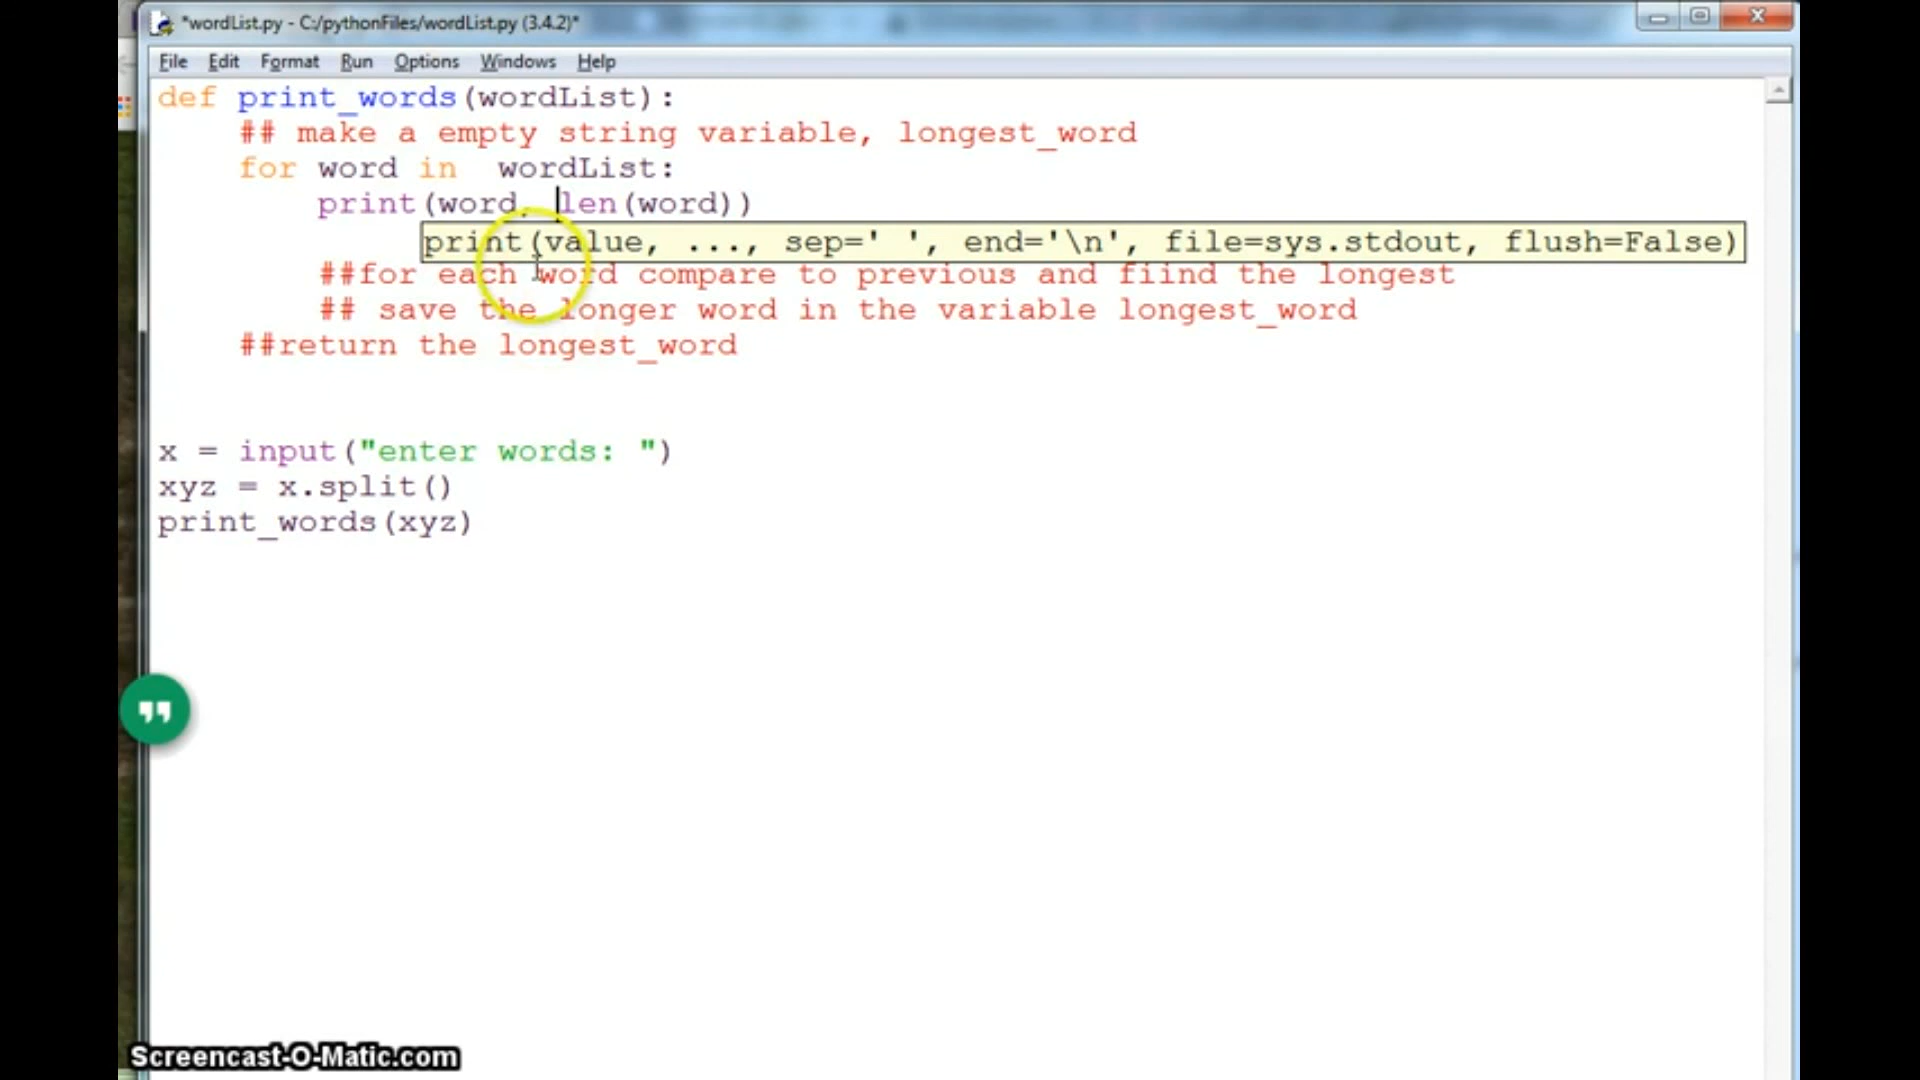 *wordList.py - C:/pythonFiles/wordList.py (3.4.2)*
File Edit Format Run Options Windows Help
def print_words(wordList):
## make a empty string variable, longest_word
for word in  wordList:
print(word, len(word))
print(value, ..., sep=' ', end='\n', file=sys.stdout, flush=False)
##for each word compare to previous and fiind the longest
## save the longer word in the variable longest_word
##return the longest_word
x = input("enter words: ")
xyz = x.split()
print_words(xyz)
Screencast-O-Matic.com